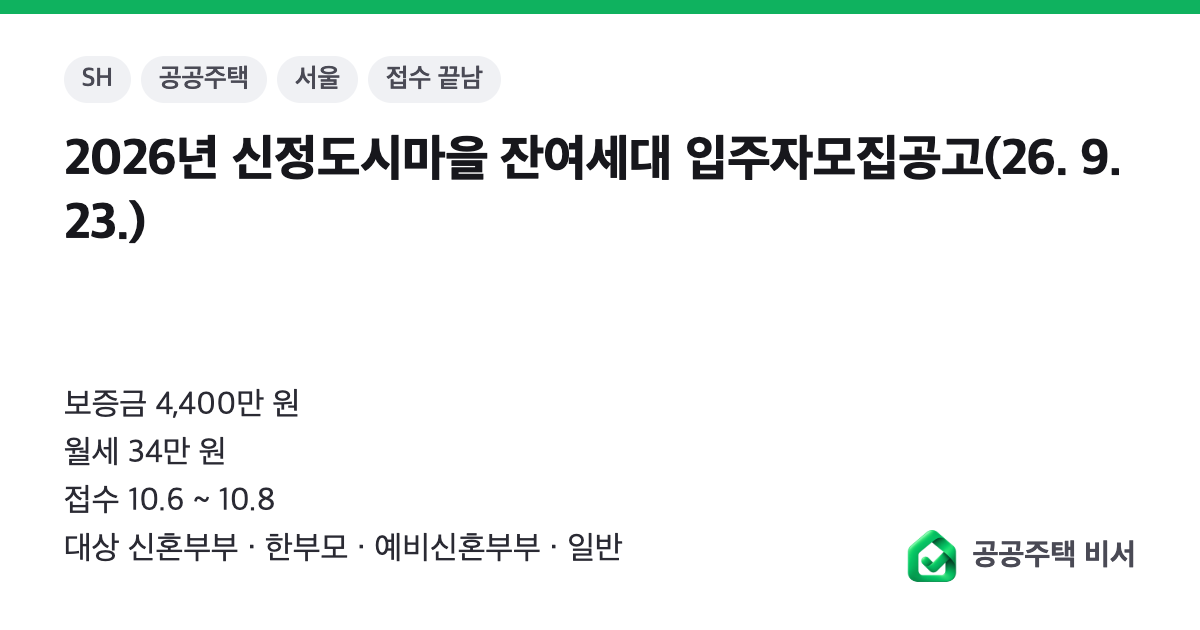 SH 공공주택 서울 접수 끝남
2026년 신정도시마을 잔여세대 입주자모집공고(26. 9.
23.)
보증금 4,400만 원
월세 34만 원
접수 10.6 ~ 10.8
대상 신혼부부 · 한부모 · 예비신혼부부 · 일반
공공주택 비서